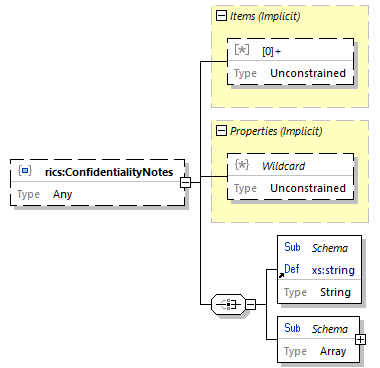 Items (Implicit)
[*] [0]+
Type Unconstrained
Properties (Implicit)
{*} Wildcard
Type Unconstrained
rics:ConfidentialityNotes
Type Any
Sub Schema
Def xs:string
Type String
Sub Schema
Type Array